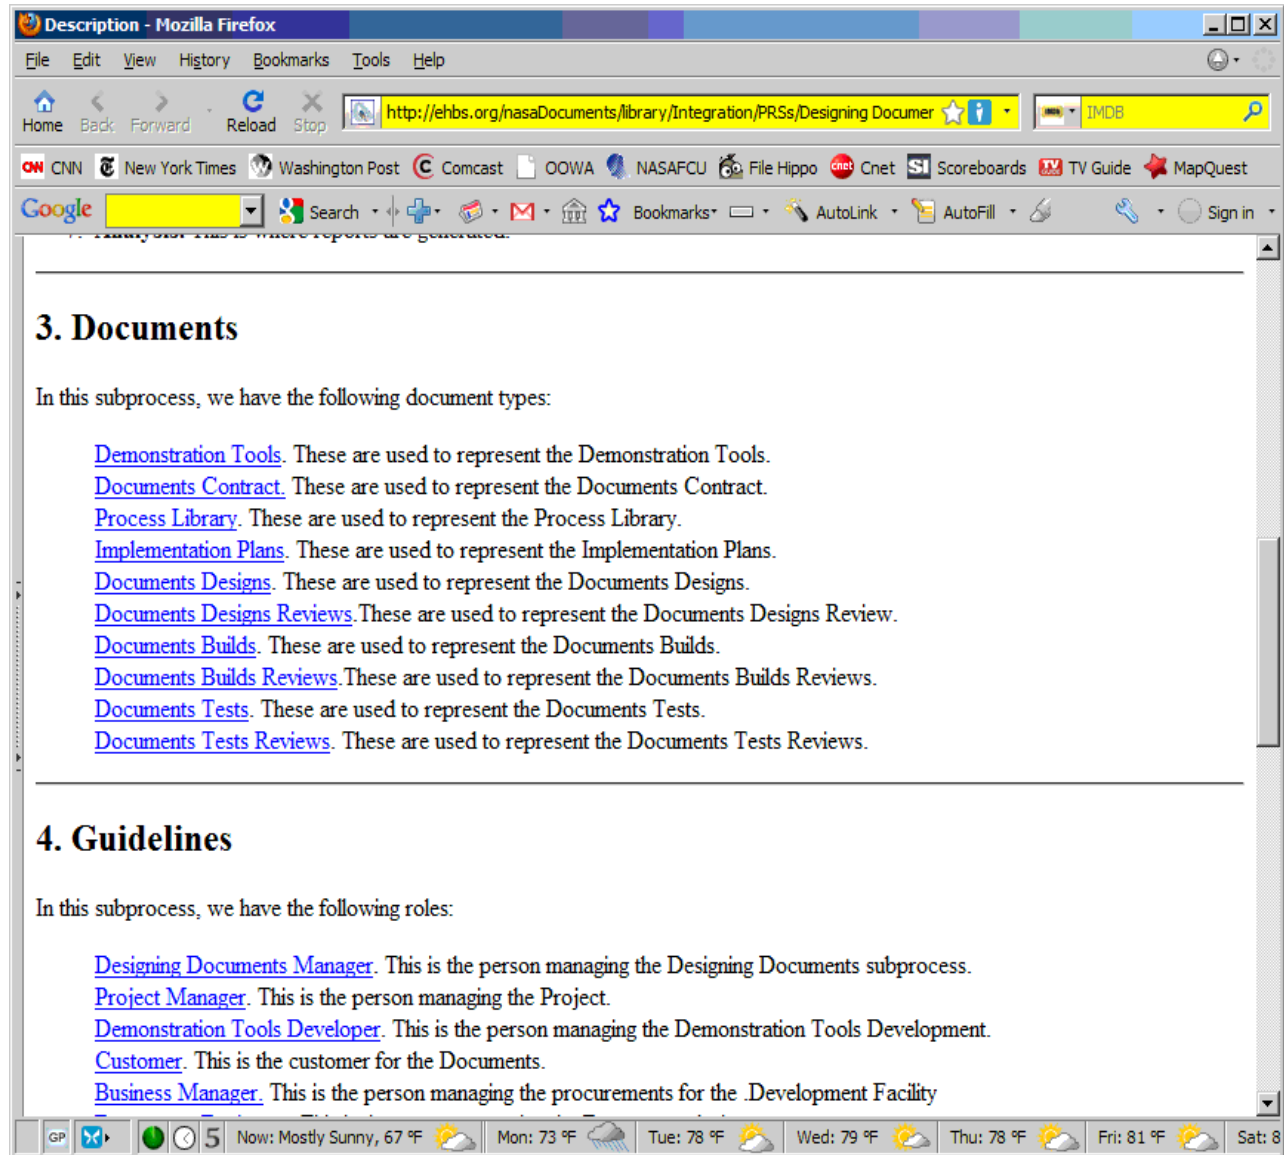 Description - Mozilla Firefox
File Edit View History Bookmarks Tools Help
Home Back Forward Reload Stop http://ehbs.org/nasaDocuments/library/Integration/PRSs/Designing Documer IMDB
CNN New York Times Washington Post Comcast OOWA NASAFCU File Hippo Cnet Scoreboards TV Guide MapQuest
Google Search Bookmarks AutoLink AutoFill Sign in
7. Analysis. This is where reports are generated.
3. Documents
In this subprocess, we have the following document types:
Demonstration Tools. These are used to represent the Demonstration Tools.
Documents Contract. These are used to represent the Documents Contract.
Process Library. These are used to represent the Process Library.
Implementation Plans. These are used to represent the Implementation Plans.
Documents Designs. These are used to represent the Documents Designs.
Documents Designs Reviews.These are used to represent the Documents Designs Review.
Documents Builds. These are used to represent the Documents Builds.
Documents Builds Reviews.These are used to represent the Documents Builds Reviews.
Documents Tests. These are used to represent the Documents Tests.
Documents Tests Reviews. These are used to represent the Documents Tests Reviews.
4. Guidelines
In this subprocess, we have the following roles:
Designing Documents Manager. This is the person managing the Designing Documents subprocess.
Project Manager. This is the person managing the Project.
Demonstration Tools Developer. This is the person managing the Demonstration Tools Development.
Customer. This is the customer for the Documents.
Business Manager. This is the person managing the procurements for the .Development Facility
GP 5 Now: Mostly Sunny, 67 °F Mon: 73 °F Tue: 78 °F Wed: 79 °F Thu: 78 °F Fri: 81 °F Sat: 8